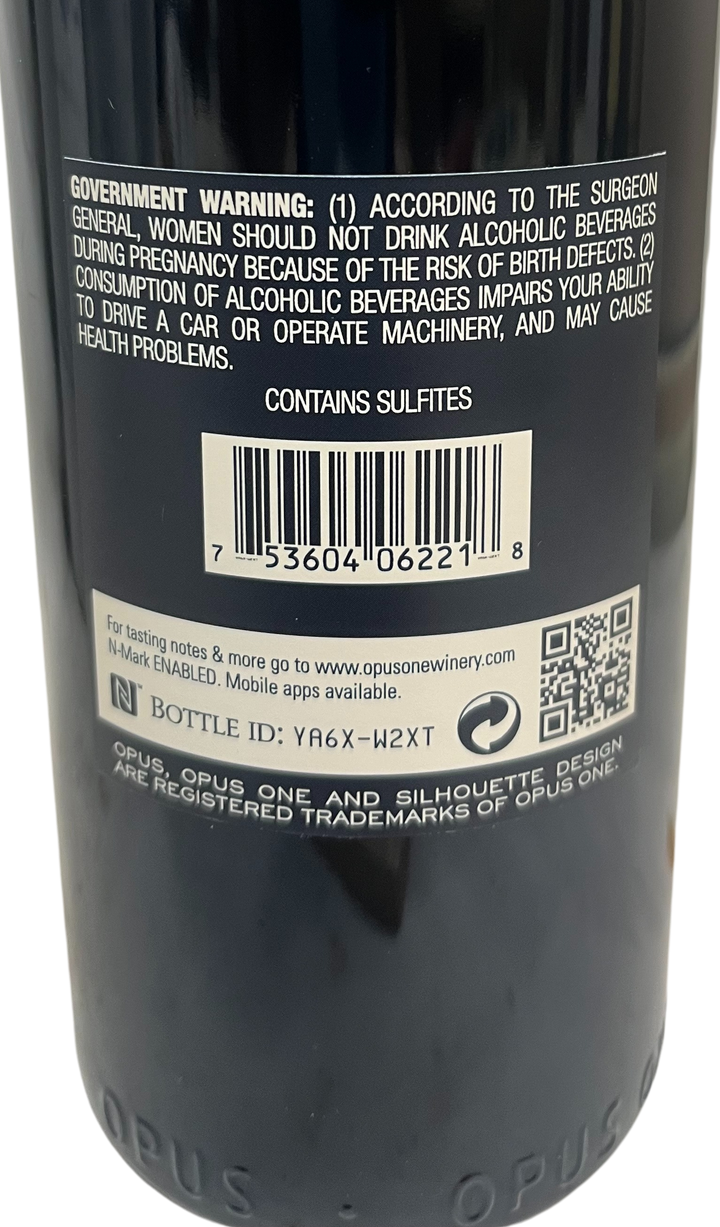 GOVERNMENT WARNING: (1) ACCORDING TO THE SURGEON
GENERAL, WOMEN SHOULD NOT DRINK ALCOHOLIC BEVERAGES
DURING PREGNANCY BECAUSE OF THE RISK OF BIRTH DEFECTS. (2)
CONSUMPTION OF ALCOHOLIC BEVERAGES IMPAIRS YOUR ABILITY
TO DRIVE A CAR OR OPERATE MACHINERY, AND MAY CAUSE
HEALTH PROBLEMS.
CONTAINS SULFITES
7 53604 06221 8
For tasting notes & more go to www.opusonewinery.com
N-Mark ENABLED. Mobile apps available.
N™ BOTTLE ID: YA6X-W2XT
OPUS, OPUS ONE AND SILHOUETTE DESIGN
ARE REGISTERED TRADEMARKS OF OPUS ONE.
OPUS · OPUS